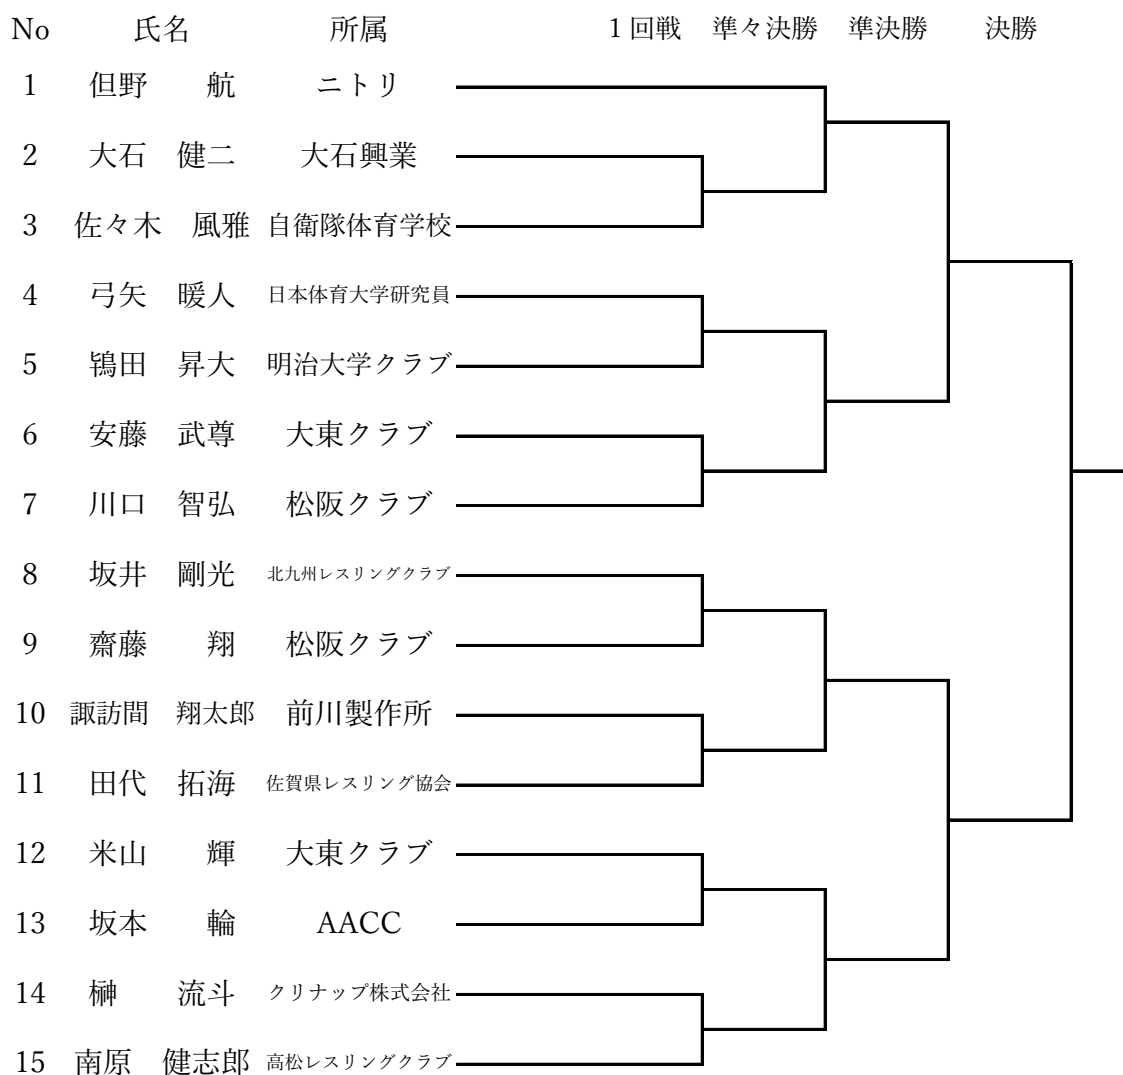 No 氏名 所属 1回戦 準々決勝 準決勝 決勝
1 但野 航 ニトリ
2 大石 健二 大石興業
3 佐々木 風雅 自衛隊体育学校
4 弓矢 暖人 日本体育大学研究員
5 鴇田 昇大 明治大学クラブ
6 安藤 武尊 大東クラブ
7 川口 智弘 松阪クラブ
8 坂井 剛光 北九州レスリングクラブ
9 齋藤 翔 松阪クラブ
10 諏訪間 翔太郎 前川製作所
11 田代 拓海 佐賀県レスリング協会
12 米山 輝 大東クラブ
13 坂本 輪 AACC
14 榊 流斗 クリナップ株式会社
15 南原 健志郎 高松レスリングクラブ